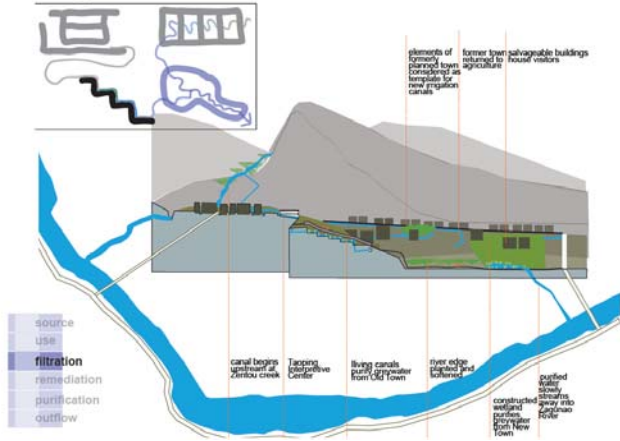 elements of
formerly
planned town
considered as
template for
new irrigation
canals
former town
returned to
agriculture
salvageable buildings
house visitors
source
use
filtration
remediation
purification
outflow
canal begins
upstream at
Zentou creek
Taoping
Interpretive
Center
lliving canals
purify greywater
from Old Town
river edge
planted and
softened
constructed
wetland
purifies
greywater
from New
Town
purified
water
slowly
streams
away into
Zagunao
River